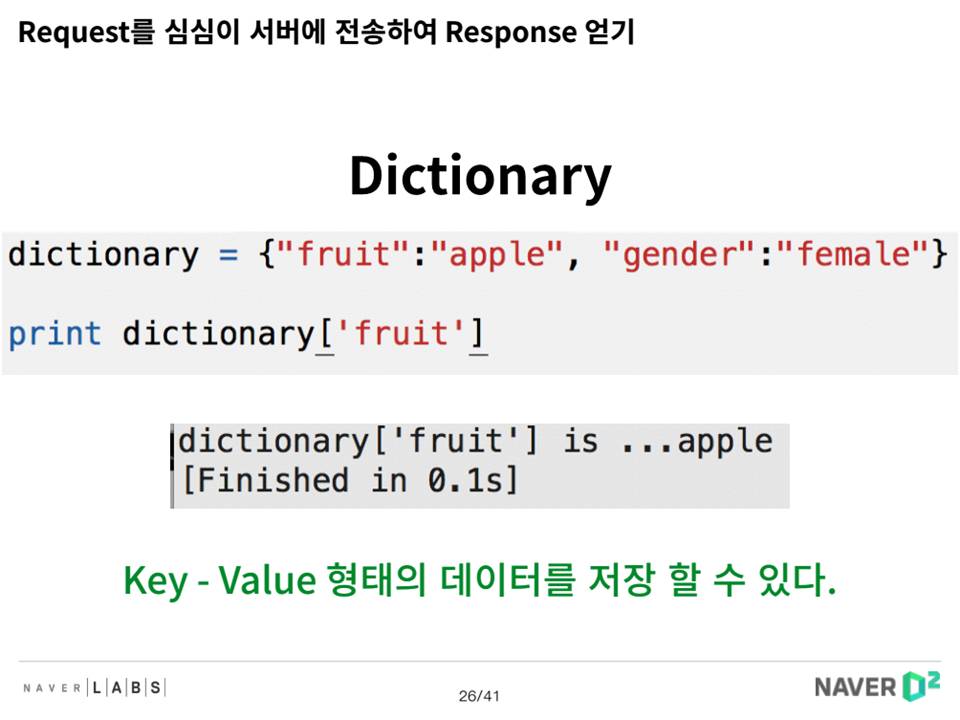 Request를 심심이 서버에 전송하여 Response 얻기
Dictionary
dictionary = {"fruit":"apple", "gender":"female"}
print dictionary['fruit']
dictionary['fruit'] is ...apple
[Finished in 0.1s]
Key - Value 형태의 데이터를 저장 할 수 있다.
NAVER|L|A|B|S|
26/41
NAVER D2